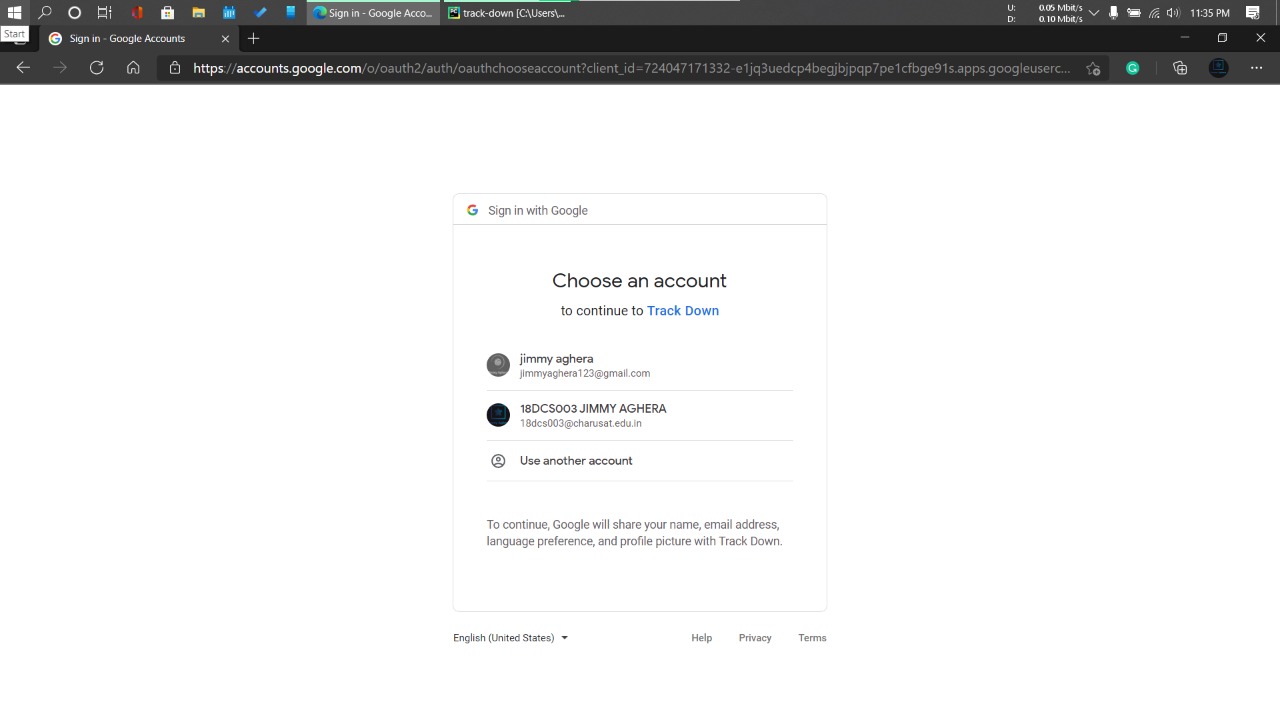 Sign in - Google Acco...
track-down [C:\Users\...
U: 0.05 Mbit/s
D: 0.10 Mbit/s
11:35 PM
Start
Sign in - Google Accounts
https://accounts.google.com/o/oauth2/auth/oauthchooseaccount?client_id=724047171332-e1jq3uedcp4begjbjpqp7pe1cfbge91s.apps.googleuserc...
Sign in with Google
Choose an account
to continue to Track Down
jimmy aghera
jimmyaghera123@gmail.com
18DCS003 JIMMY AGHERA
18dcs003@charusat.edu.in
Use another account
To continue, Google will share your name, email address,
language preference, and profile picture with Track Down.
English (United States)
Help
Privacy
Terms